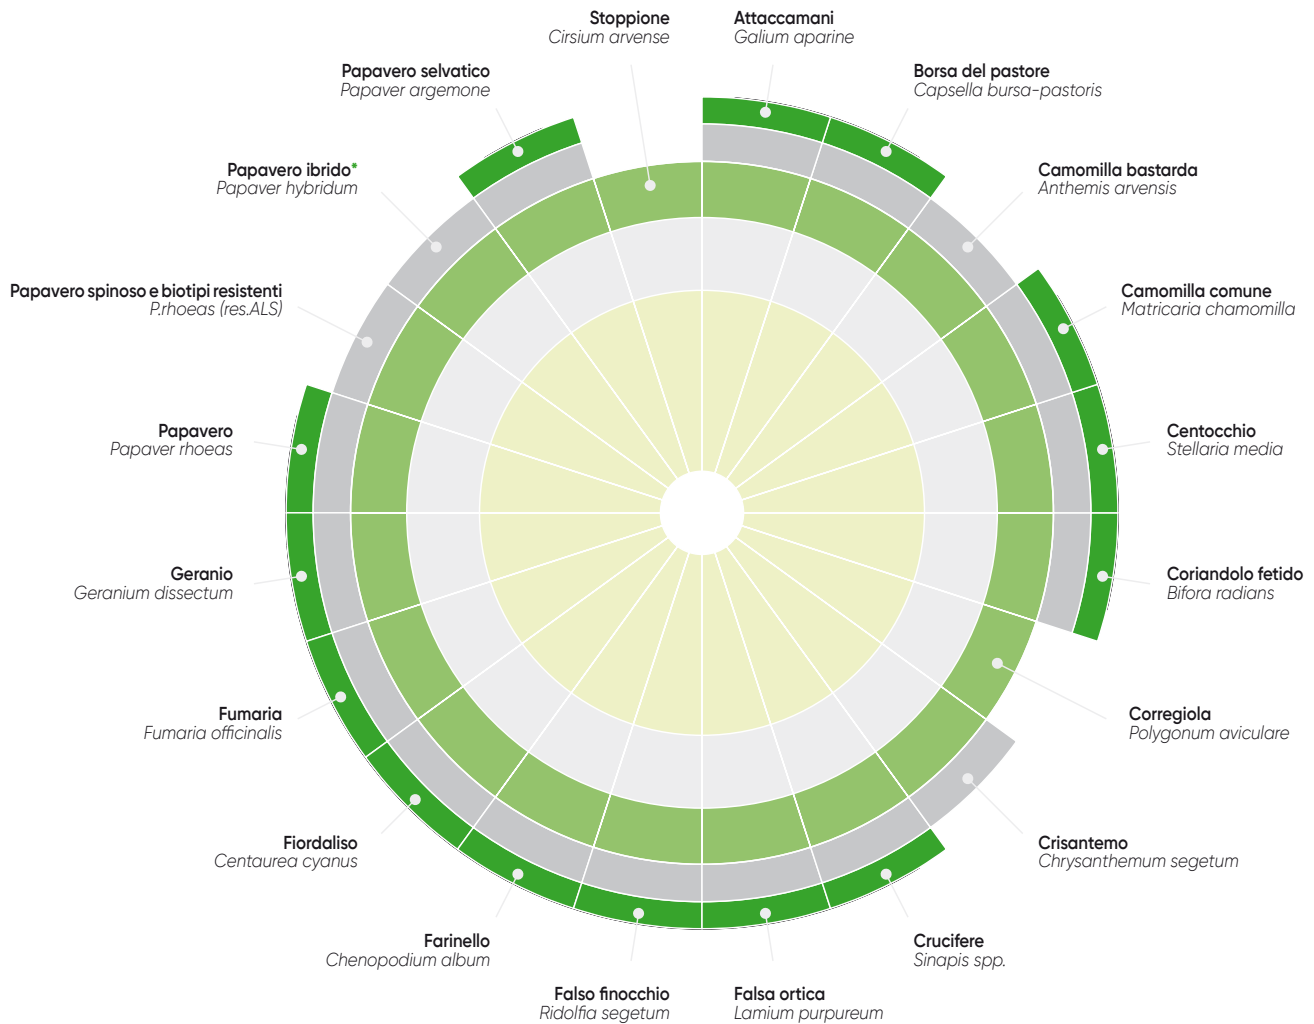 Stoppione
Cirsium arvense
Attaccamani
Galium aparine
Borsa del pastore
Capsella bursa-pastoris
Camomilla bastarda
Anthemis arvensis
Camomilla comune
Matricaria chamomilla
Centocchio
Stellaria media
Coriandolo fetido
Bifora radians
Corregiola
Polygonum aviculare
Crisantemo
Chrysanthemum segetum
Crucifere
Sinapis spp.
Falsa ortica
Lamium purpureum
Falso finocchio
Ridolfia segetum
Farinello
Chenopodium album
Fiordaliso
Centaurea cyanus
Fumaria
Fumaria officinalis
Geranio
Geranium dissectum
Papavero
Papaver rhoeas
Papavero spinoso e biotipi resistenti
P.rhoeas (res.ALS)
Papavero ibrido*
Papaver hybridum
Papavero selvatico
Papaver argemone